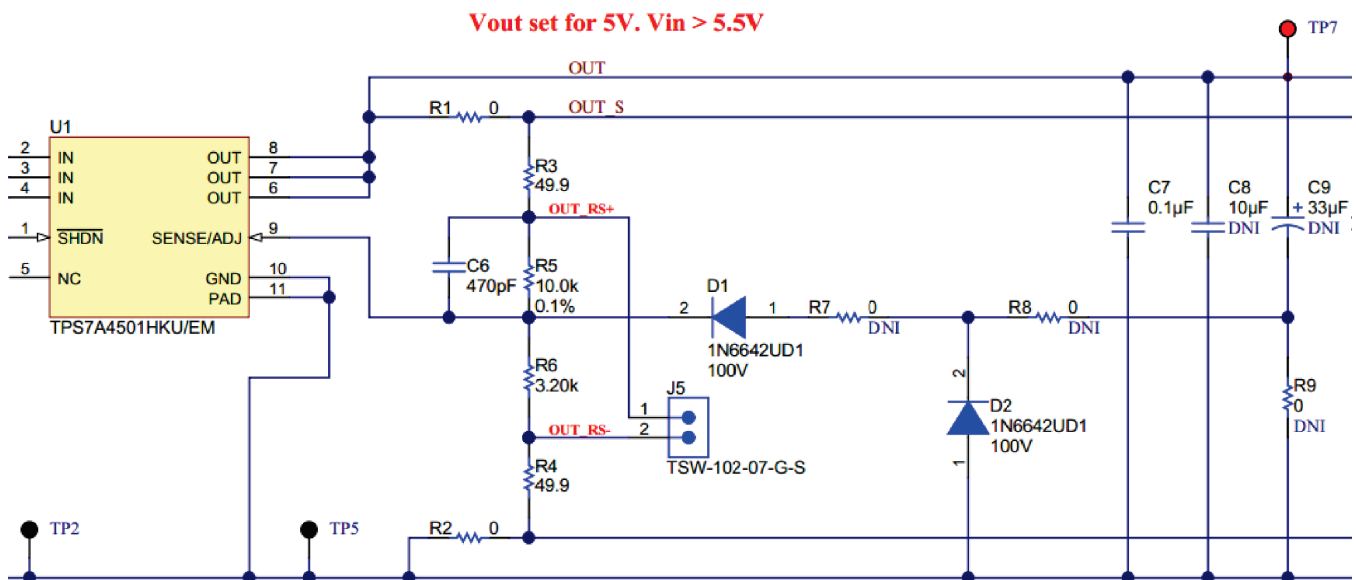 Vout set for 5V. Vin > 5.5V
TP7
OUT
R1 0 OUT_S
U1
2 IN OUT 8
3 IN OUT 7
4 IN OUT 6
1 SHDN SENSE/ADJ 9
5 NC GND 10
PAD 11
TPS7A4501HKU/EM
R3
49.9
OUT_RS+
C6
470pF
R5
10.0k
0.1%
R6
3.20k
OUT_RS-
R4
49.9
R2 0
2 D1 1
1N6642UD1
100V
R7 0
DNI
R8 0
DNI
J5
1
2
TSW-102-07-G-S
2
D2
1N6642UD1
100V
1
C7
0.1µF
C8
10µF
DNI
C9
+ 33µF
DNI
R9
0
DNI
TP2
TP5